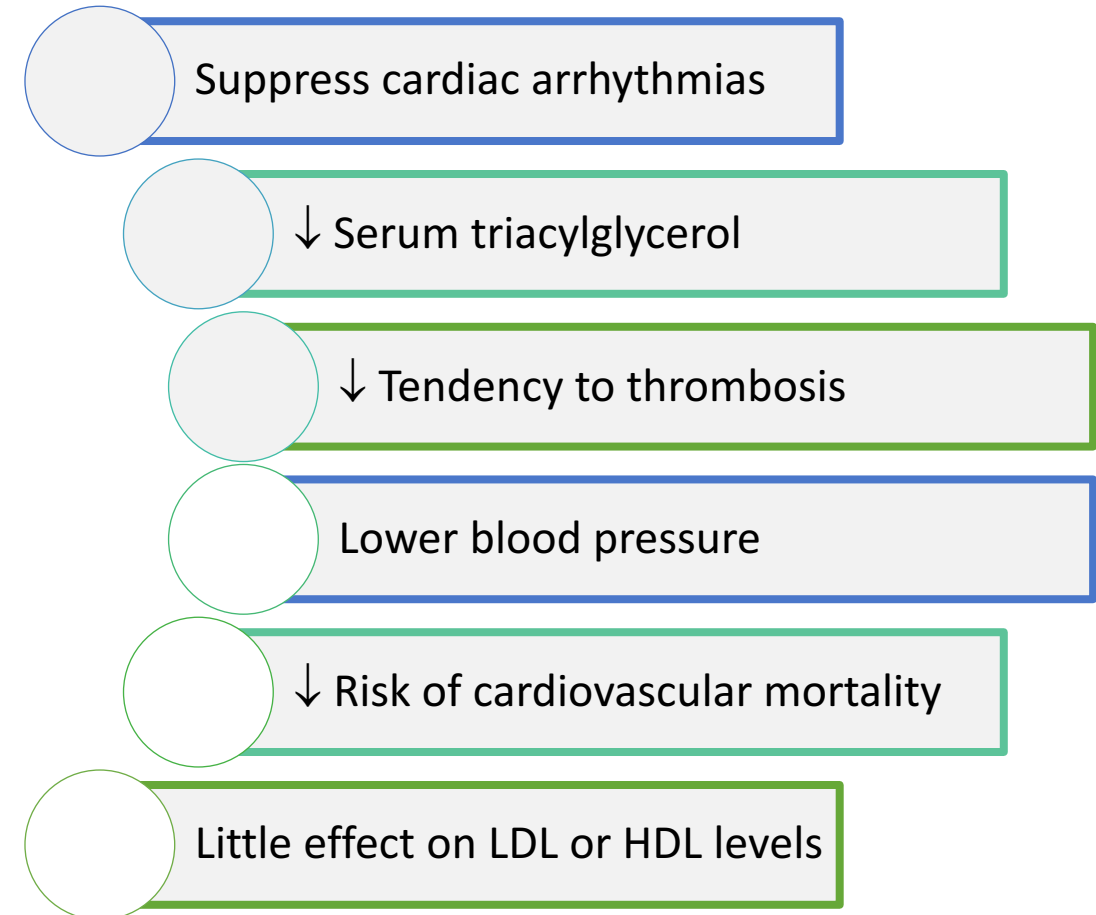 Suppress cardiac arrhythmias
↓ Serum triacylglycerol
↓ Tendency to thrombosis
Lower blood pressure
↓ Risk of cardiovascular mortality
Little effect on LDL or HDL levels